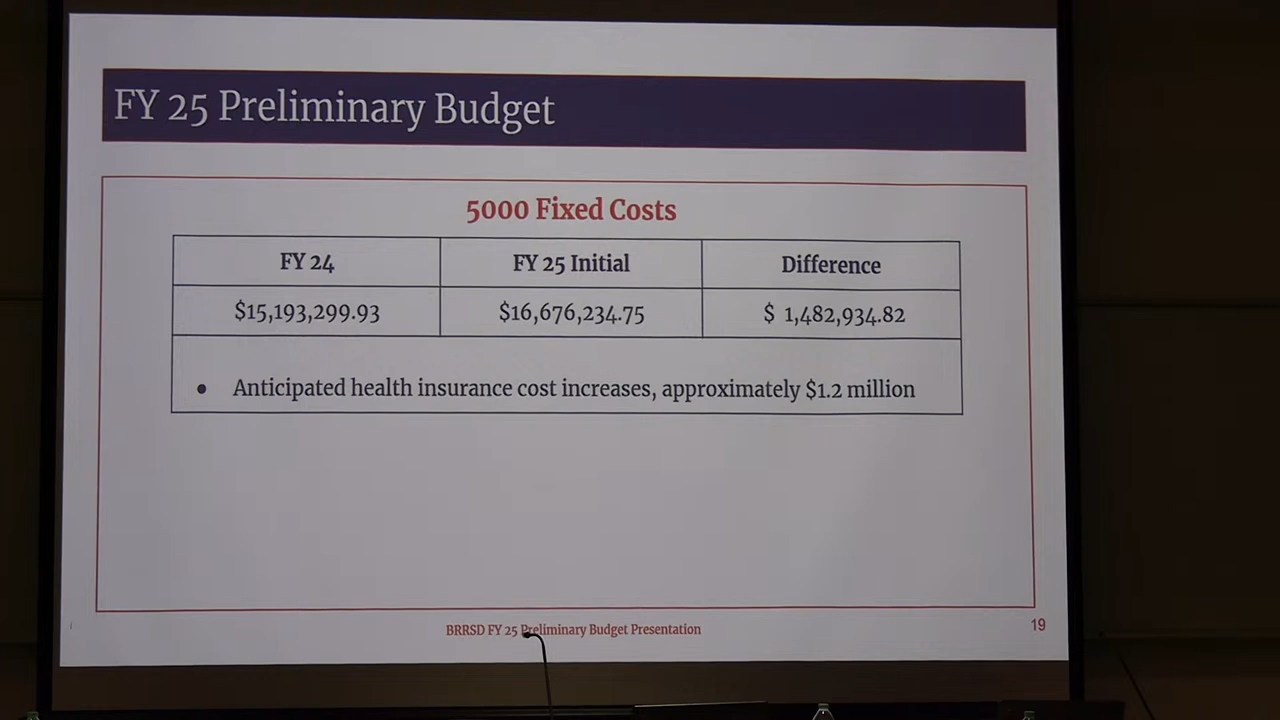 FY 25 Preliminary Budget
5000 Fixed Costs
FY 24 FY 25 Initial Difference
$15,193,299.93 $16,676,234.75 $ 1,482,934.82
• Anticipated health insurance cost increases, approximately $1.2 million
BRRSD FY 25 Preliminary Budget Presentation
19